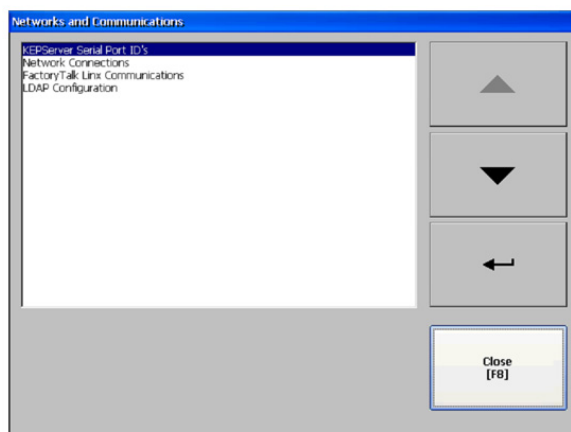 Networks and Communications
KEPServer Serial Port ID's
Network Connections
FactoryTalk Linx Communications
LDAP Configuration
Close
[F8]